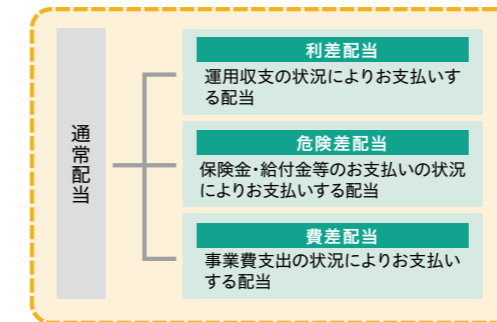 通常配当
利差配当
運用収支の状況によりお支払いす
る配当
危険差配当
保険金・給付金等のお支払いの状況
によりお支払いする配当
費差配当
事業費支出の状況によりお支払い
する配当